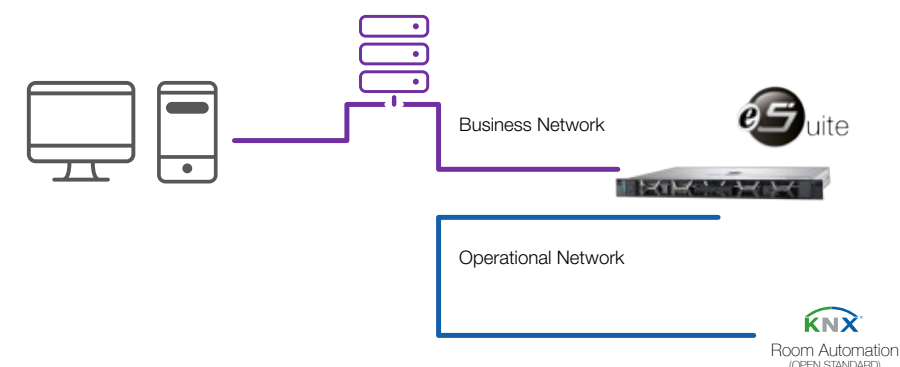 Business Network
eSuite
Operational Network
KNX
Room Automation
(OPEN STANDARD)